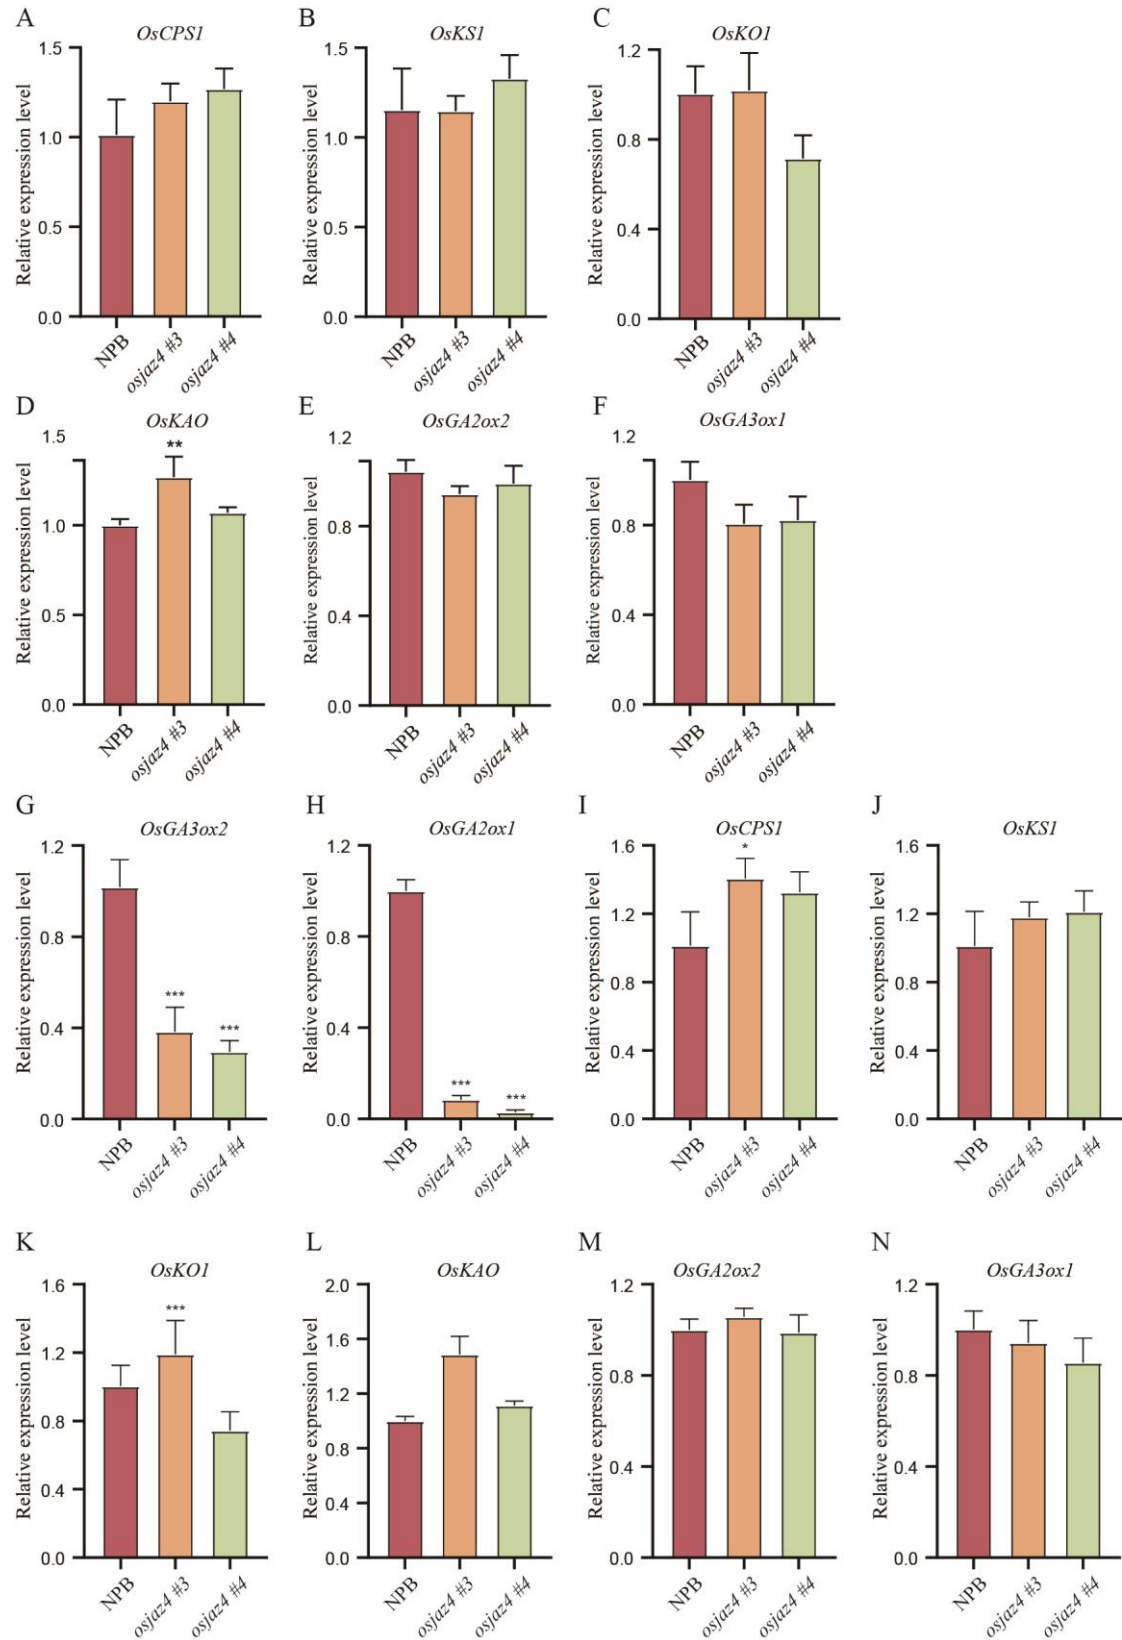 A
OsCPS1
Relative expression level
1.5
1.0
0.5
0.0
NPB
osjaz4 #3
osjaz4 #4
B
OsKS1
Relative expression level
1.5
1.0
0.5
0.0
NPB
osjaz4 #3
osjaz4 #4
C
OsKO1
Relative expression level
1.2
0.8
0.4
0.0
NPB
osjaz4 #3
osjaz4 #4
D
OsKAO
Relative expression level
1.5
1.0
0.5
0.0
**
NPB
osjaz4 #3
osjaz4 #4
E
OsGA2ox2
Relative expression level
1.2
0.8
0.4
0.0
NPB
osjaz4 #3
osjaz4 #4
F
OsGA3ox1
Relative expression level
1.2
0.8
0.4
0.0
NPB
osjaz4 #3
osjaz4 #4
G
OsGA3ox2
Relative expression level
1.2
0.8
0.4
0.0
***
***
NPB
osjaz4 #3
osjaz4 #4
H
OsGA2ox1
Relative expression level
1.2
0.8
0.4
0.0
***
***
NPB
osjaz4 #3
osjaz4 #4
I
OsCPS1
Relative expression level
1.6
1.2
0.8
0.4
0.0
*
NPB
osjaz4 #3
osjaz4 #4
J
OsKS1
Relative expression level
1.6
1.2
0.8
0.4
0.0
NPB
osjaz4 #3
osjaz4 #4
K
OsKO1
Relative expression level
1.6
1.2
0.8
0.4
0.0
***
NPB
osjaz4 #3
osjaz4 #4
L
OsKAO
Relative expression level
2.0
1.6
1.2
0.8
0.4
0.0
NPB
osjaz4 #3
osjaz4 #4
M
OsGA2ox2
Relative expression level
1.2
0.8
0.4
0.0
NPB
osjaz4 #3
osjaz4 #4
N
OsGA3ox1
Relative expression level
1.2
0.8
0.4
0.0
NPB
osjaz4 #3
osjaz4 #4